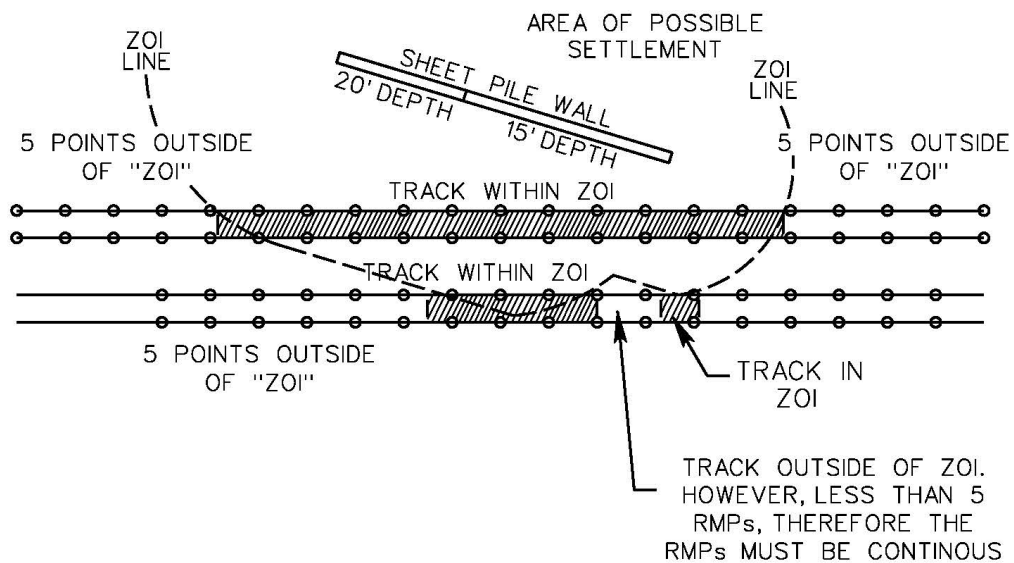 AREA OF POSSIBLE
SETTLEMENT
ZOI
LINE
SHEET PILE WALL
20' DEPTH
15' DEPTH
ZOI
LINE
5 POINTS OUTSIDE
OF "ZOI"
5 POINTS OUTSIDE
OF "ZOI"
TRACK WITHIN ZOI
TRACK WITHIN ZOI
5 POINTS OUTSIDE
OF "ZOI"
TRACK IN
ZOI
TRACK OUTSIDE OF ZOI.
HOWEVER, LESS THAN 5
RMPs, THEREFORE THE
RMPs MUST BE CONTINOUS